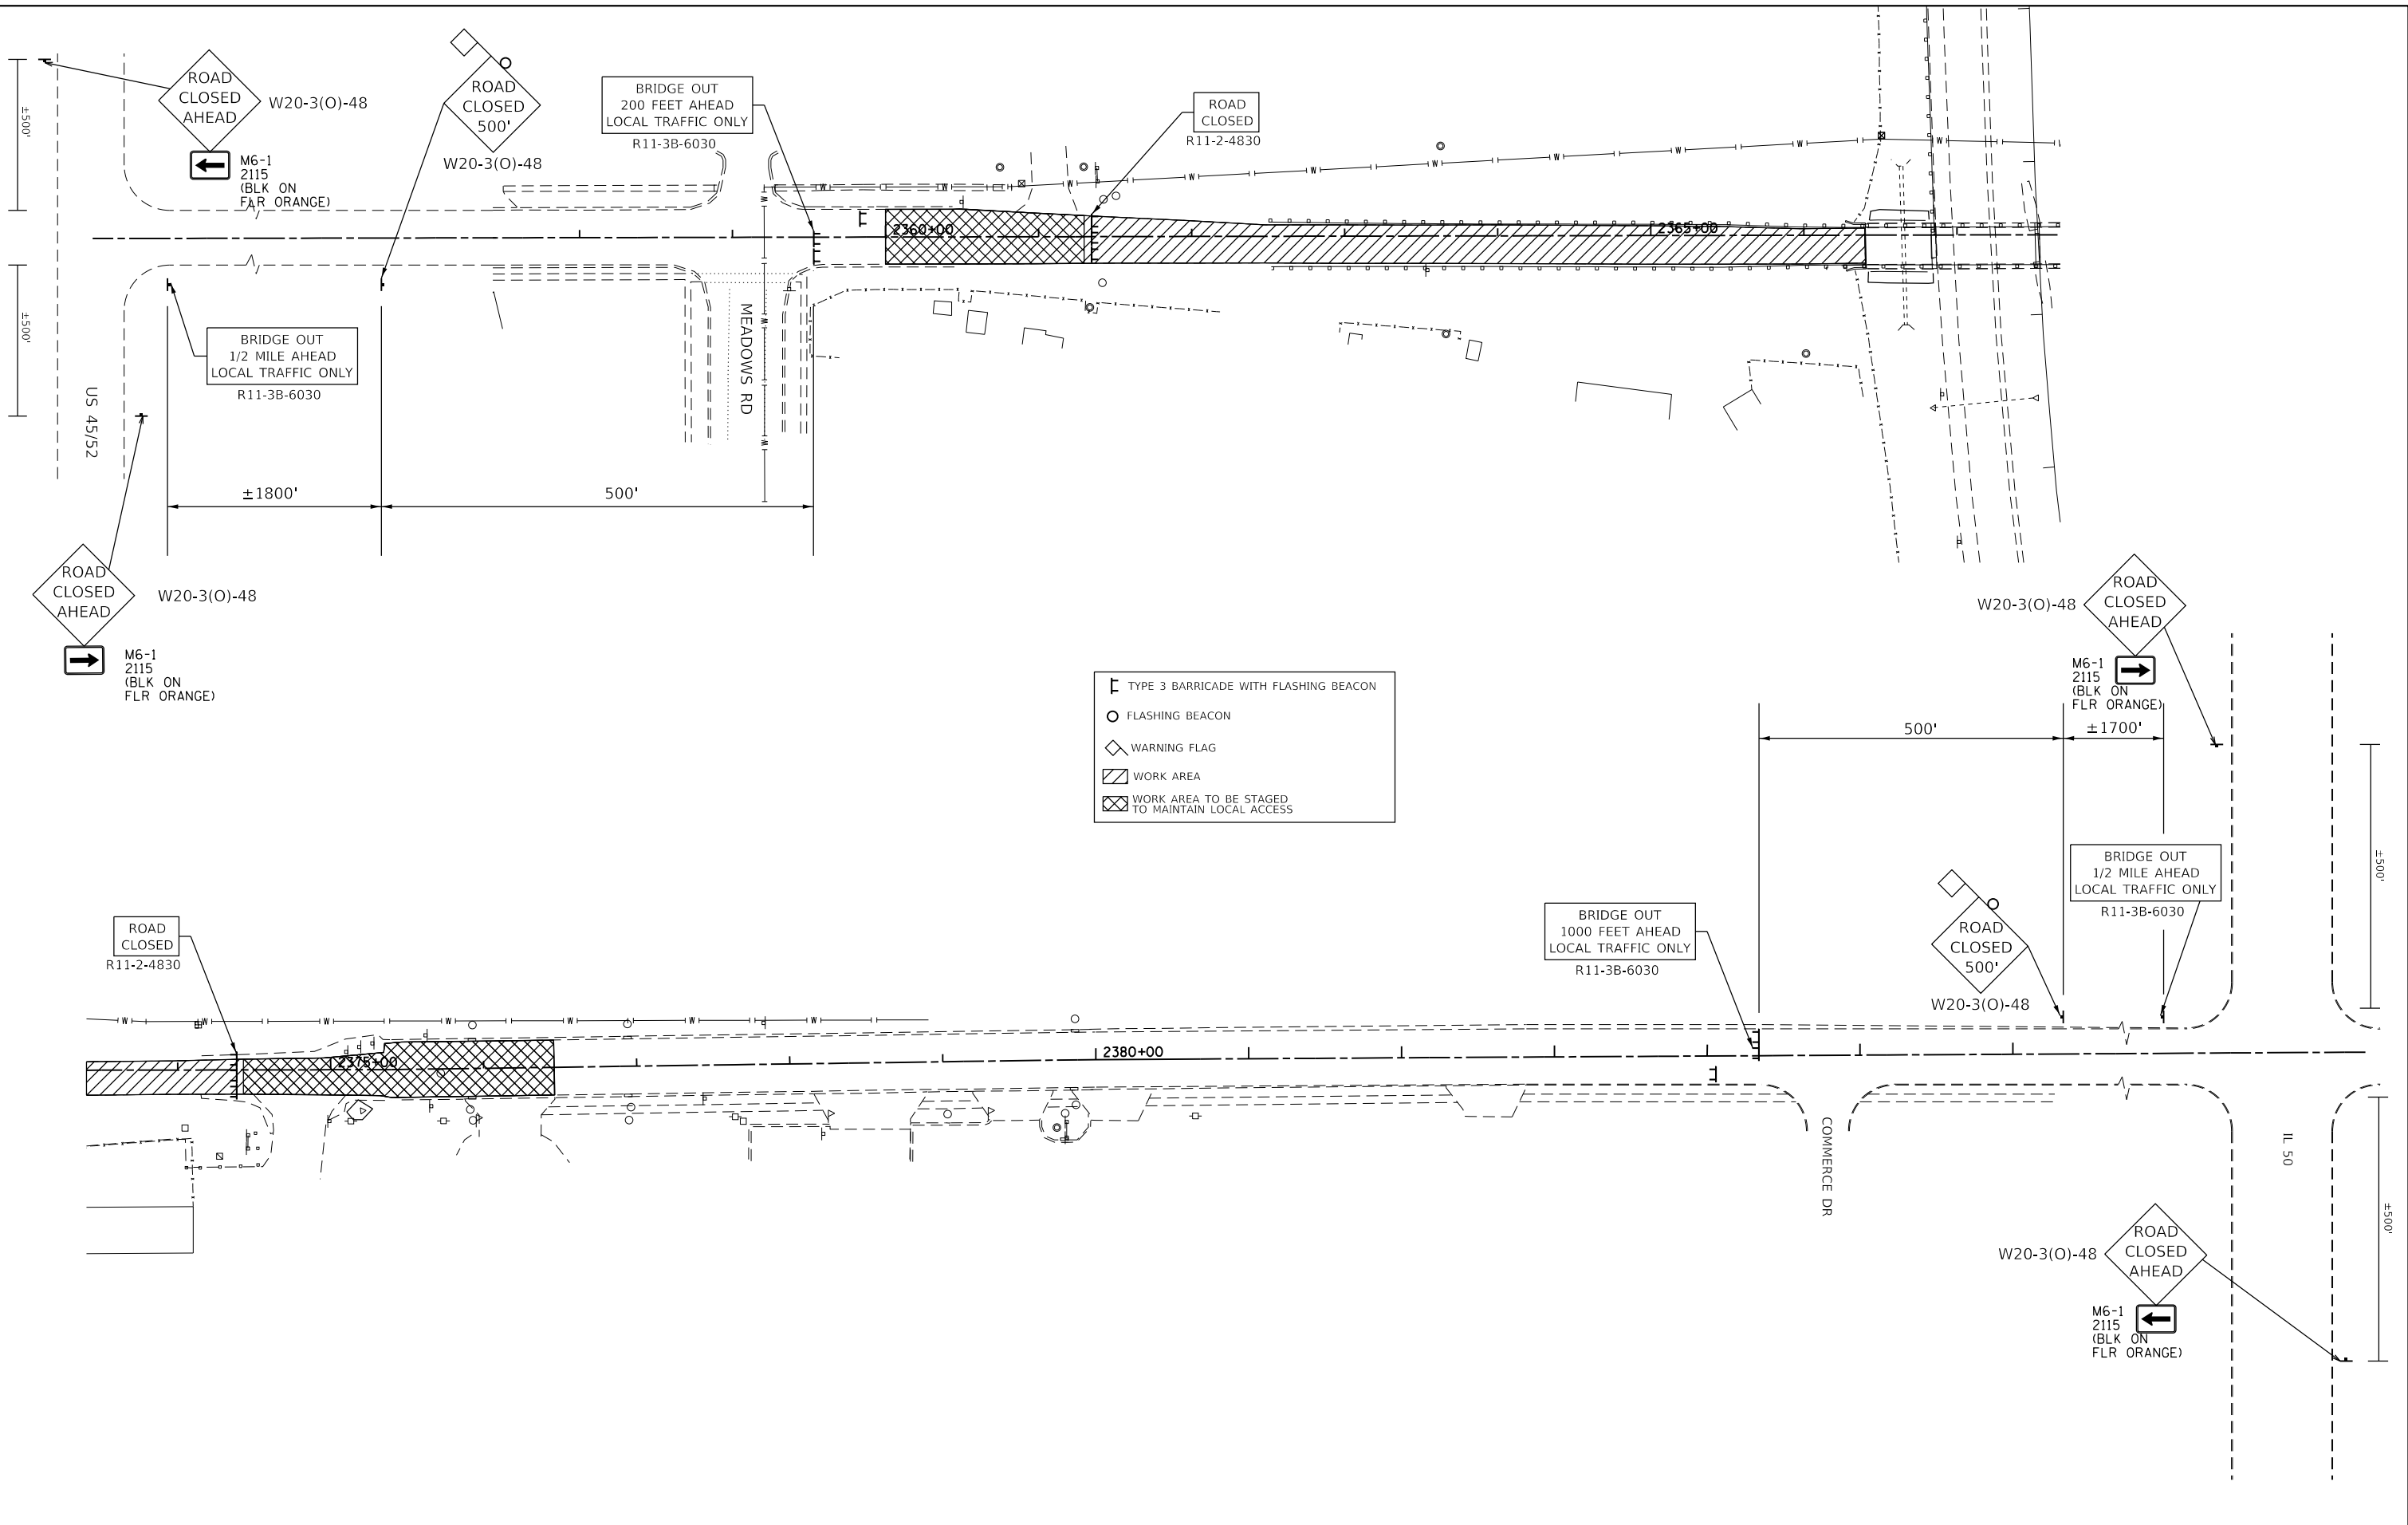 ROAD
CLOSED
AHEAD
W20-3(O)-48
M6-1
2115
(BLK ON
FLR ORANGE)
±500'
ROAD
CLOSED
500'
W20-3(O)-48
BRIDGE OUT
200 FEET AHEAD
LOCAL TRAFFIC ONLY
R11-3B-6030
ROAD
CLOSED
R11-2-4830
W W W W W W W W W
2360+00
2365+00
±500'
BRIDGE OUT
1/2 MILE AHEAD
LOCAL TRAFFIC ONLY
R11-3B-6030
US 45/52
MEADOWS RD
W
W
W
±1800'
500'
ROAD
CLOSED
AHEAD
W20-3(O)-48
M6-1
2115
(BLK ON
FLR ORANGE)
TYPE 3 BARRICADE WITH FLASHING BEACON
FLASHING BEACON
WARNING FLAG
WORK AREA
WORK AREA TO BE STAGED
TO MAINTAIN LOCAL ACCESS
ROAD
CLOSED
AHEAD
W20-3(O)-48
M6-1
2115
(BLK ON
FLR ORANGE)
500'
±1700'
±500'
BRIDGE OUT
1/2 MILE AHEAD
LOCAL TRAFFIC ONLY
R11-3B-6030
ROAD
CLOSED
500'
W20-3(O)-48
BRIDGE OUT
1000 FEET AHEAD
LOCAL TRAFFIC ONLY
R11-3B-6030
ROAD
CLOSED
R11-2-4830
W W W W W W W
2375+00
2380+00
COMMERCE DR
IL 50
±500'
ROAD
CLOSED
AHEAD
W20-3(O)-48
M6-1
2115
(BLK ON
FLR ORANGE)